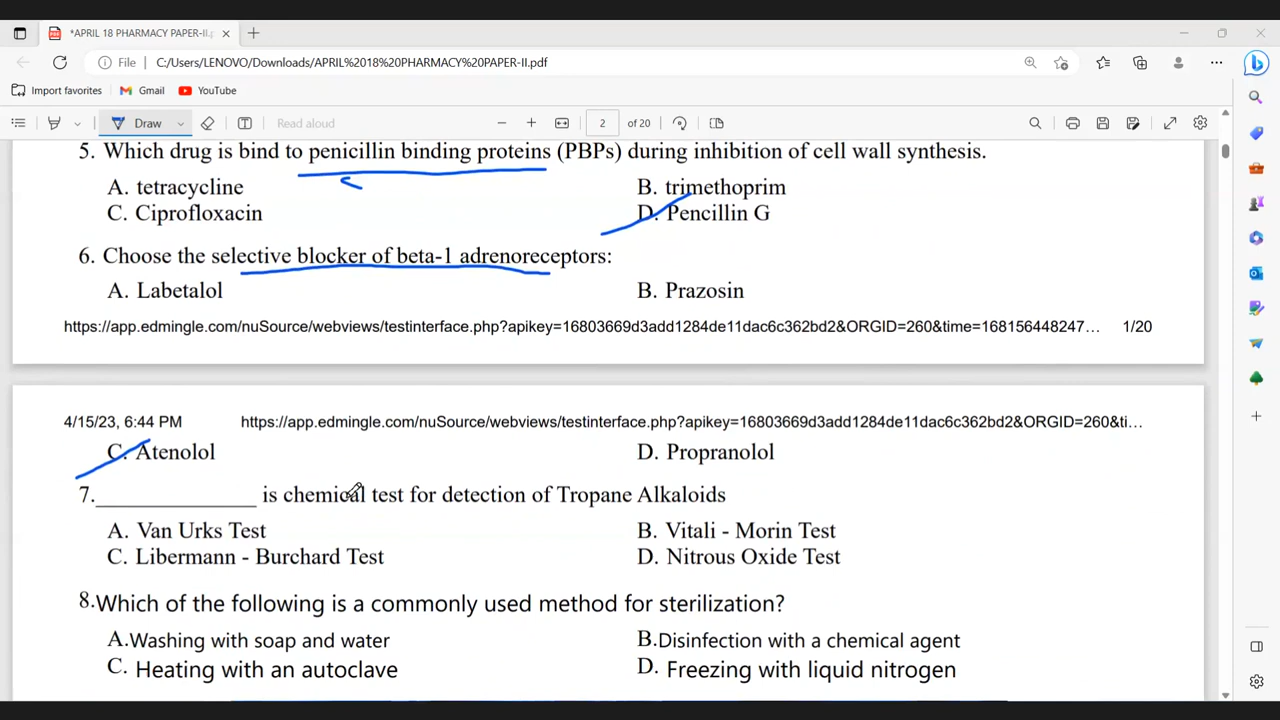 *APRIL 18 PHARMACY PAPER-II.p
File C:/Users/LENOVO/Downloads/APRIL%2018%20PHARMACY%20PAPER-II.pdf
Import favorites Gmail YouTube
Draw Read aloud 2 of 20
5. Which drug is bind to penicillin binding proteins (PBPs) during inhibition of cell wall synthesis.
A. tetracycline B. trimethoprim
C. Ciprofloxacin D. Pencillin G
6. Choose the selective blocker of beta-1 adrenoreceptors:
A. Labetalol B. Prazosin
https://app.edmingle.com/nuSource/webviews/testinterface.php?apikey=16803669d3add1284de11dac6c362bd2&ORGID=260&time=168156448247… 1/20
4/15/23, 6:44 PM https://app.edmingle.com/nuSource/webviews/testinterface.php?apikey=16803669d3add1284de11dac6c362bd2&ORGID=260&ti…
C. Atenolol D. Propranolol
7.______________ is chemical test for detection of Tropane Alkaloids
A. Van Urks Test B. Vitali - Morin Test
C. Libermann - Burchard Test D. Nitrous Oxide Test
8.Which of the following is a commonly used method for sterilization?
A.Washing with soap and water B.Disinfection with a chemical agent
C. Heating with an autoclave D. Freezing with liquid nitrogen